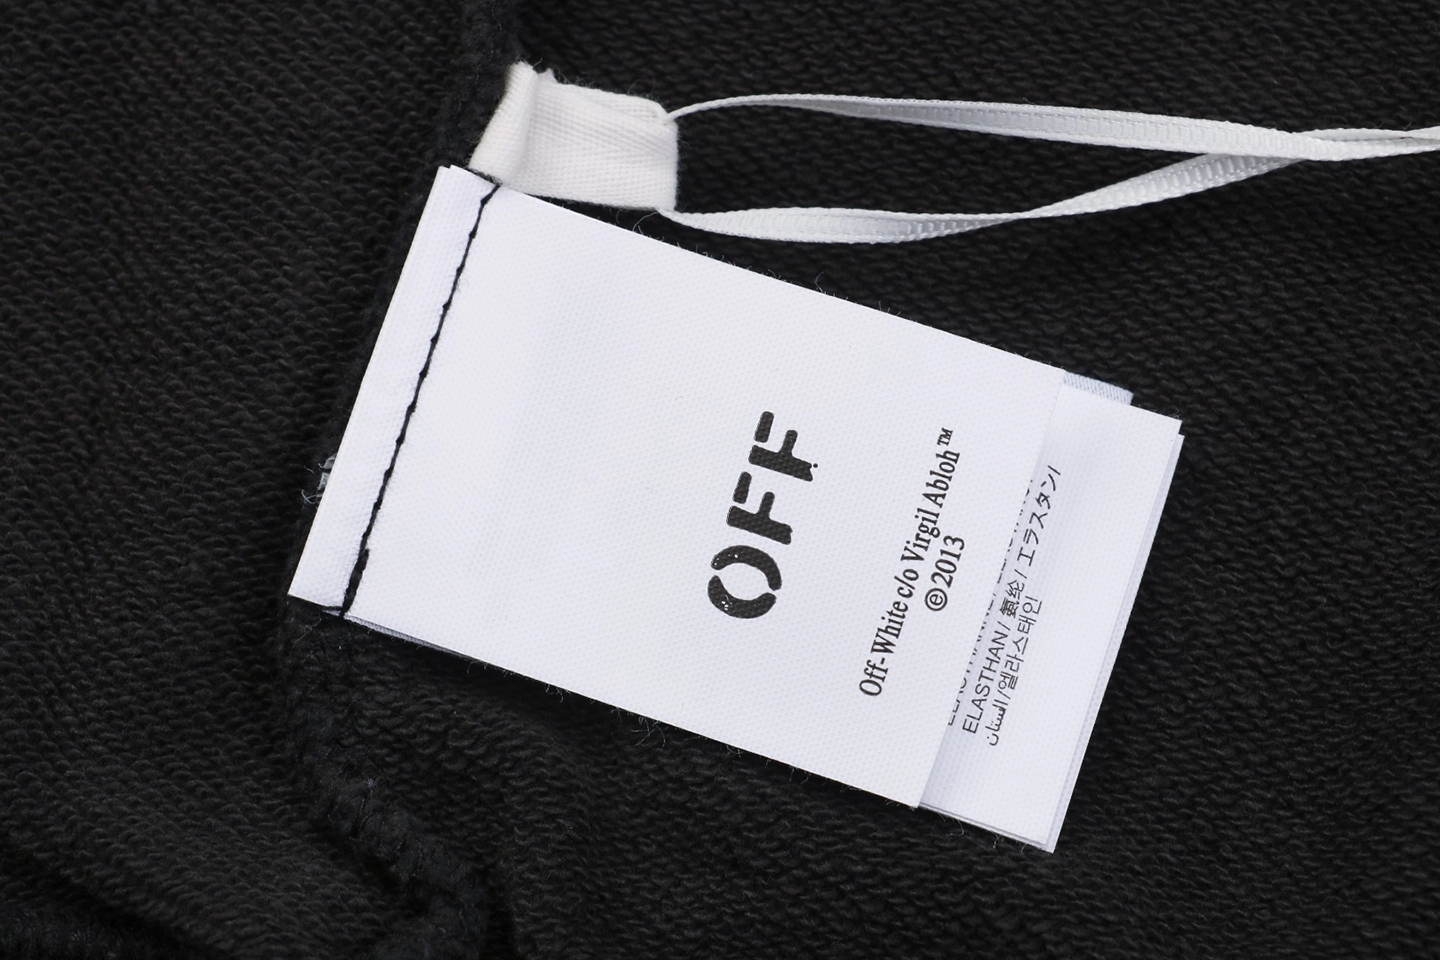 OFF
Off-White c/o Virgil Abloh™
©2013
ELASTHAN/ 氨纶/ エラスタン/
الستان/엘라스태인